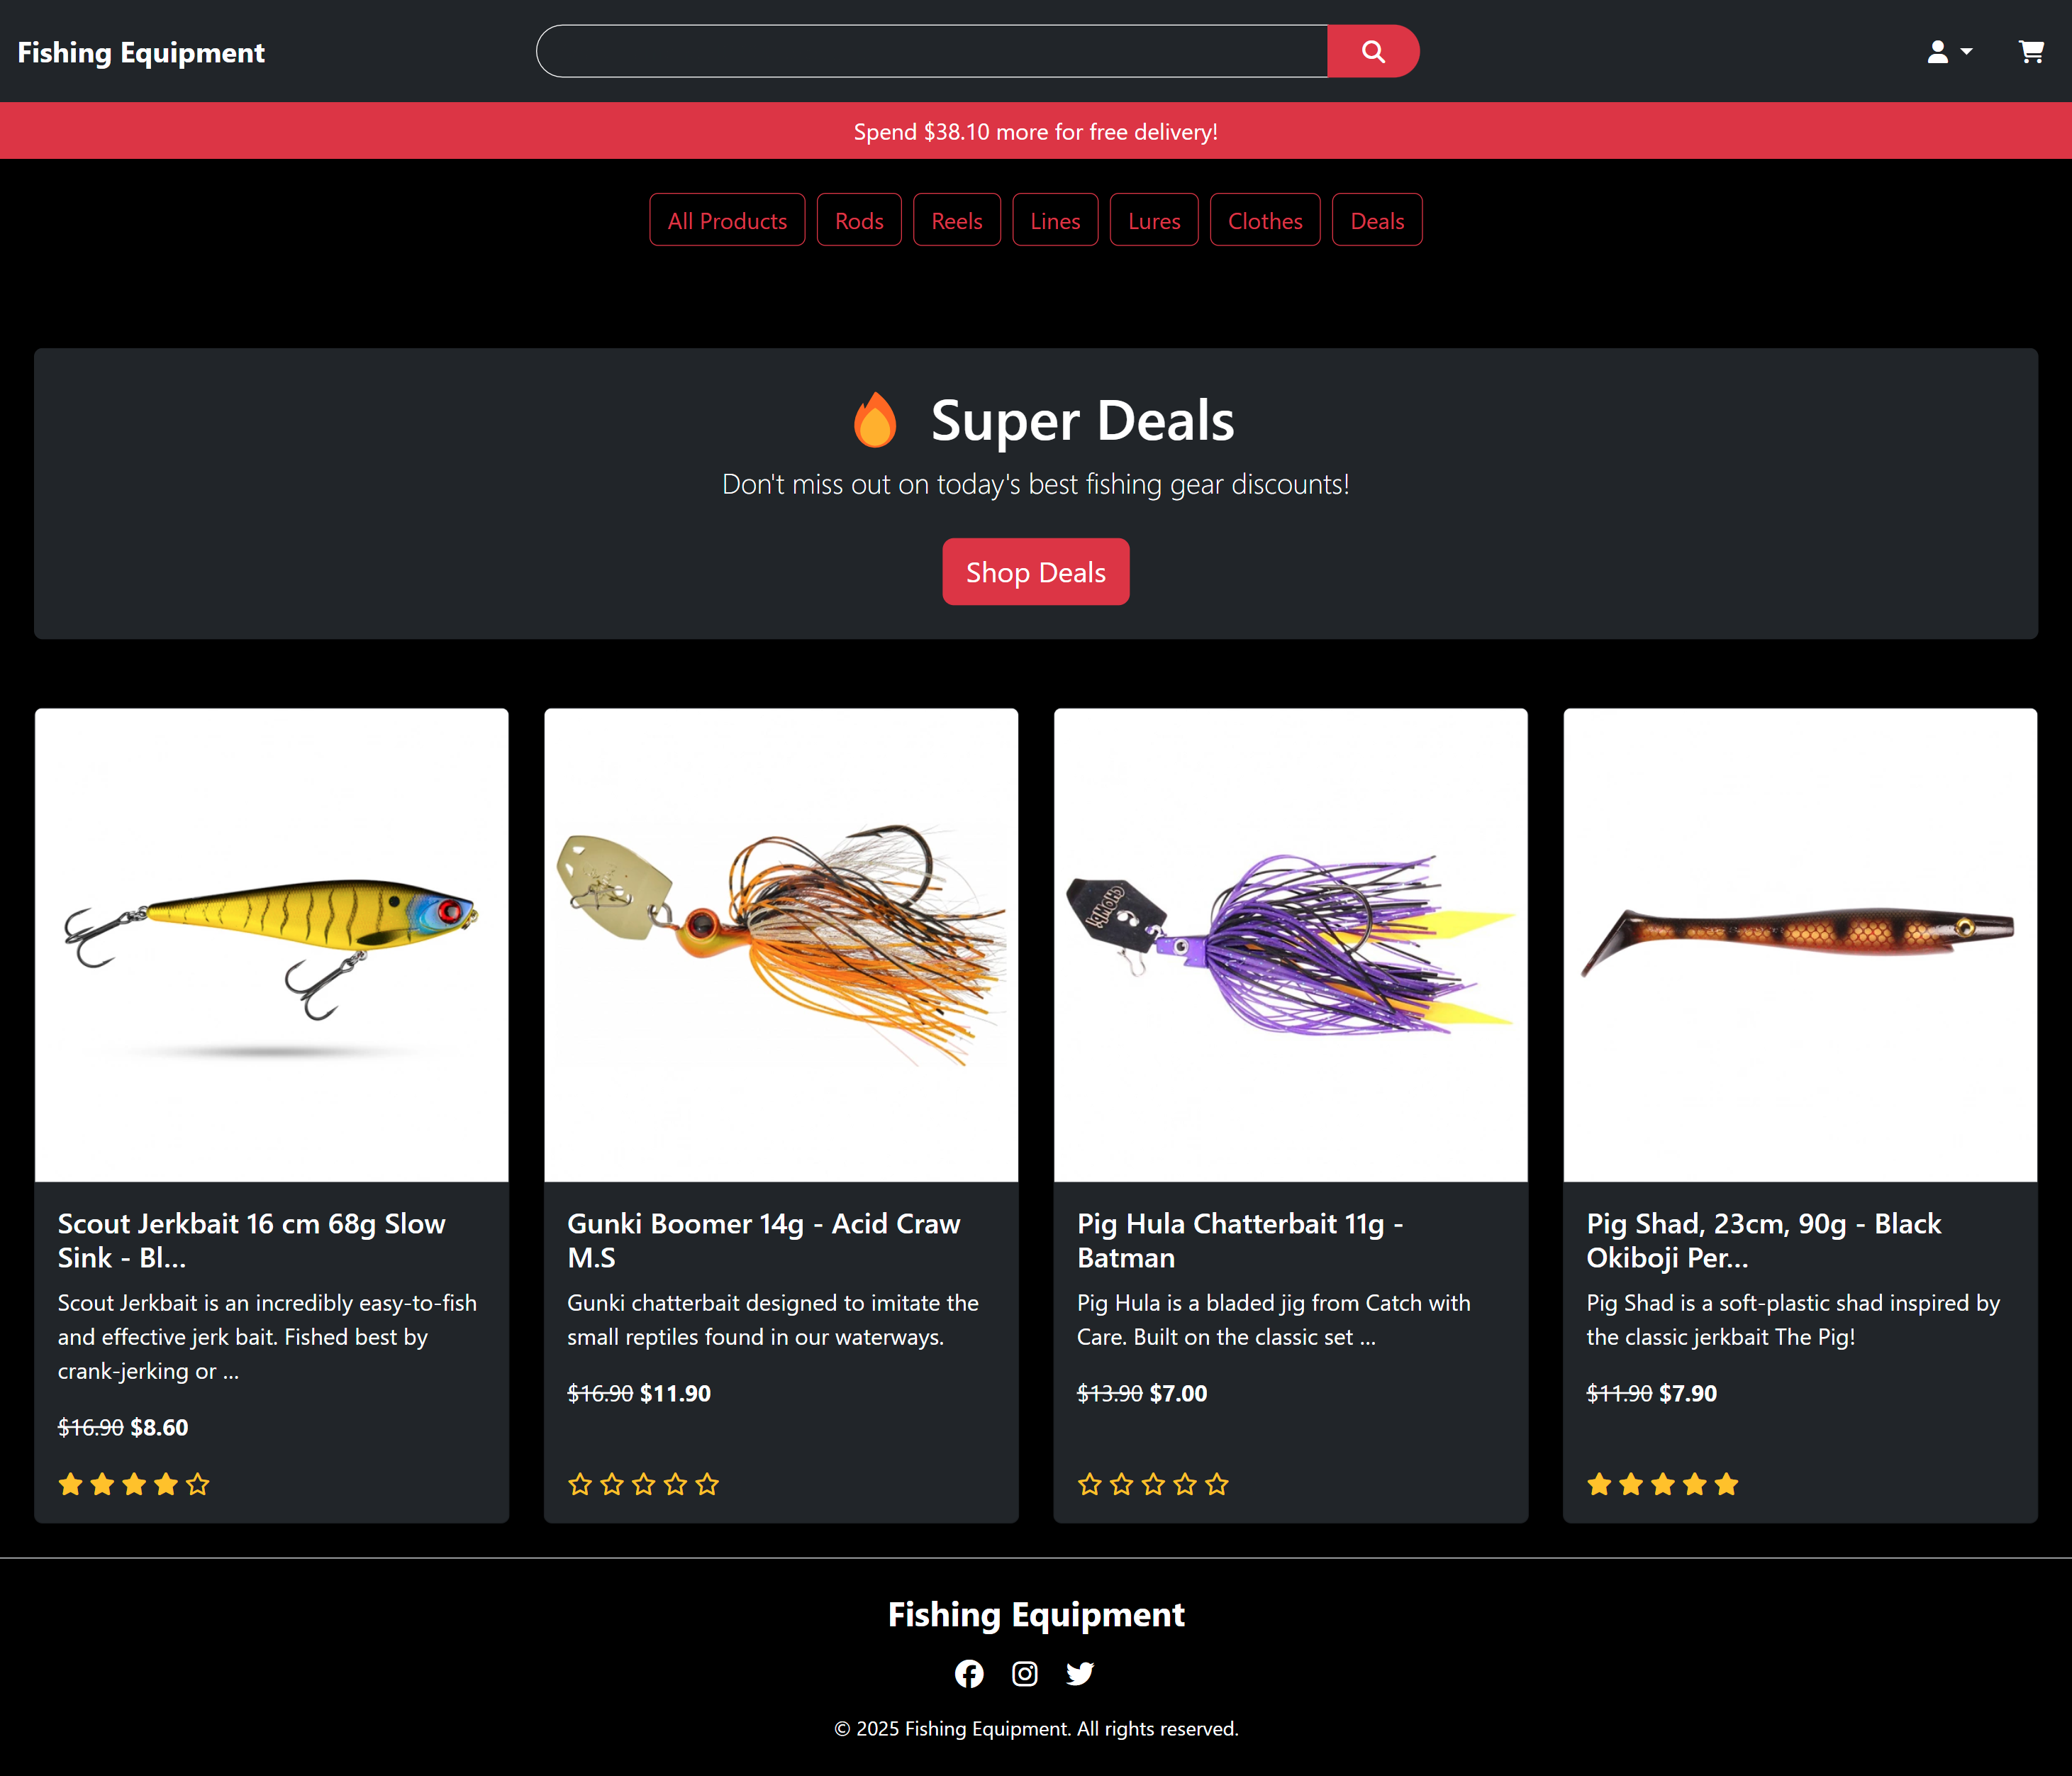 Fishing Equipment
Spend $38.10 more for free delivery!
All Products
Rods
Reels
Lines
Lures
Clothes
Deals
Super Deals
Don't miss out on today's best fishing gear discounts!
Shop Deals
Scout Jerkbait 16 cm 68g Slow
Sink - Bl...
Scout Jerkbait is an incredibly easy-to-fish
and effective jerk bait. Fished best by
crank-jerking or ...
$16.90 $8.60
Gunki Boomer 14g - Acid Craw
M.S
Gunki chatterbait designed to imitate the
small reptiles found in our waterways.
$16.90 $11.90
Pig Hula Chatterbait 11g -
Batman
Pig Hula is a bladed jig from Catch with
Care. Built on the classic set ...
$13.90 $7.00
Pig Shad, 23cm, 90g - Black
Okiboji Per...
Pig Shad is a soft-plastic shad inspired by
the classic jerkbait The Pig!
$11.90 $7.90
Fishing Equipment
© 2025 Fishing Equipment. All rights reserved.